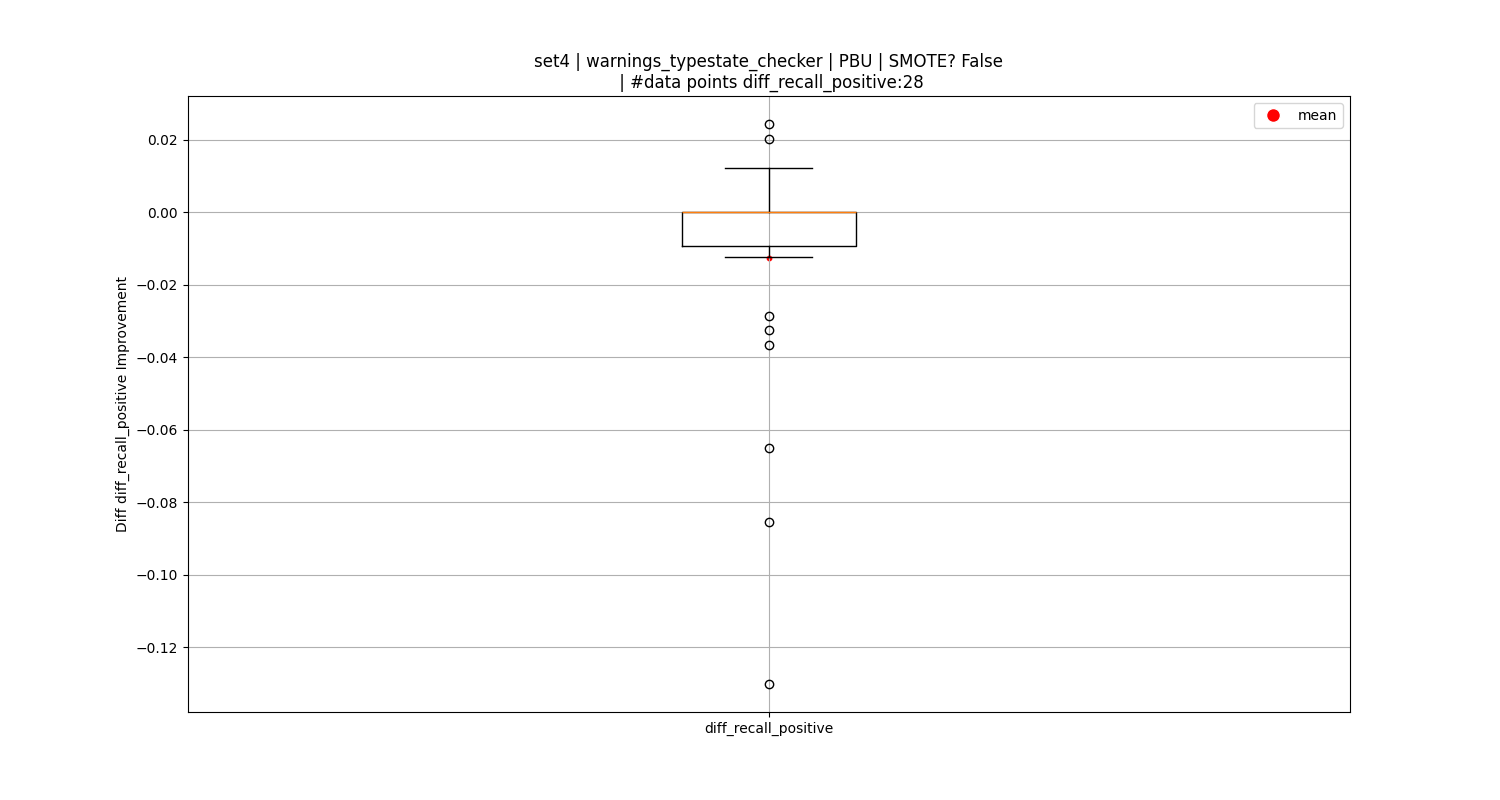 set4 | warnings_typestate_checker | PBU | SMOTE? False
| #data points diff_recall_positive:28
mean
0.02
0.00
−0.02
−0.04
−0.06
−0.08
−0.10
−0.12
Diff diff_recall_positive Improvement
diff_recall_positive